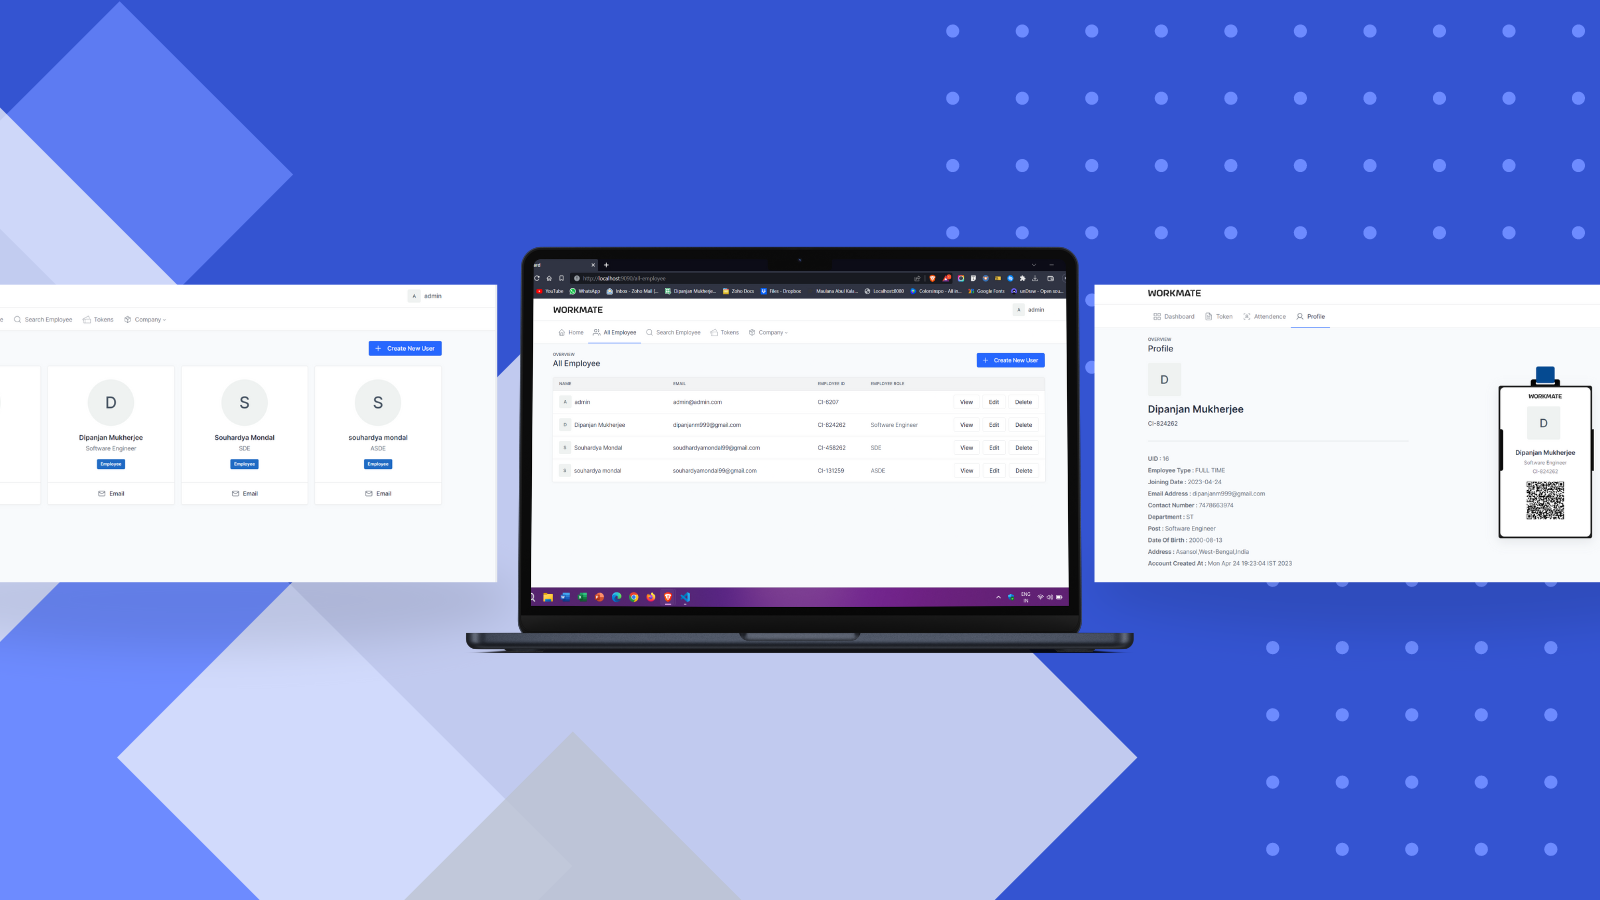 admin
Search Employee Tokens Company
+ Create New User
D S S
Dipanjan Mukherjee Souhardya Mondal souhardya mondal
Software Engineer SDE ASDE
Employee Employee Employee
Email Email Email
http://localhost:9090/all-employee
YouTube WhatsApp Inbox - Zoho Mail (... Dipanjan Mukherje... Zoho Docs Files - Dropbox Maulana Abul Kala... Localhost8080 Colorsinspo - All in... Google Fonts unDraw - Open sou...
WORKMATE A admin
Home All Employee Search Employee Tokens Company
OVERVIEW
All Employee
+ Create New User
NAME EMAIL EMPLOYEE ID EMPLOYEE ROLE
A admin admin@admin.com CI-6207 View Edit Delete
D Dipanjan Mukherjee dipanjanm999@gmail.com CI-824262 Software Engineer View Edit Delete
S Souhardya Mondal soudhardyamondal99@gmail.com CI-458262 SDE View Edit Delete
S souhardya mondal souhardyamondal99@gmail.com CI-131259 ASDE View Edit Delete
ENG
IN
WORKMATE
Dashboard Token Attendence Profile
OVERVIEW
Profile
D
Dipanjan Mukherjee
CI-824262
UID : 16
Employee Type : FULL TIME
Joining Date : 2023-04-24
Email Address : dipanjanm999@gmail.com
Contact Number : 7478663974
Department : ST
Post : Software Engineer
Date Of Birth : 2000-08-13
Address : Asansol,West-Bengal,India
Account Created At : Mon Apr 24 19:23:04 IST 2023
WORKMATE
D
Dipanjan Mukherjee
Software Engineer
CI-824262